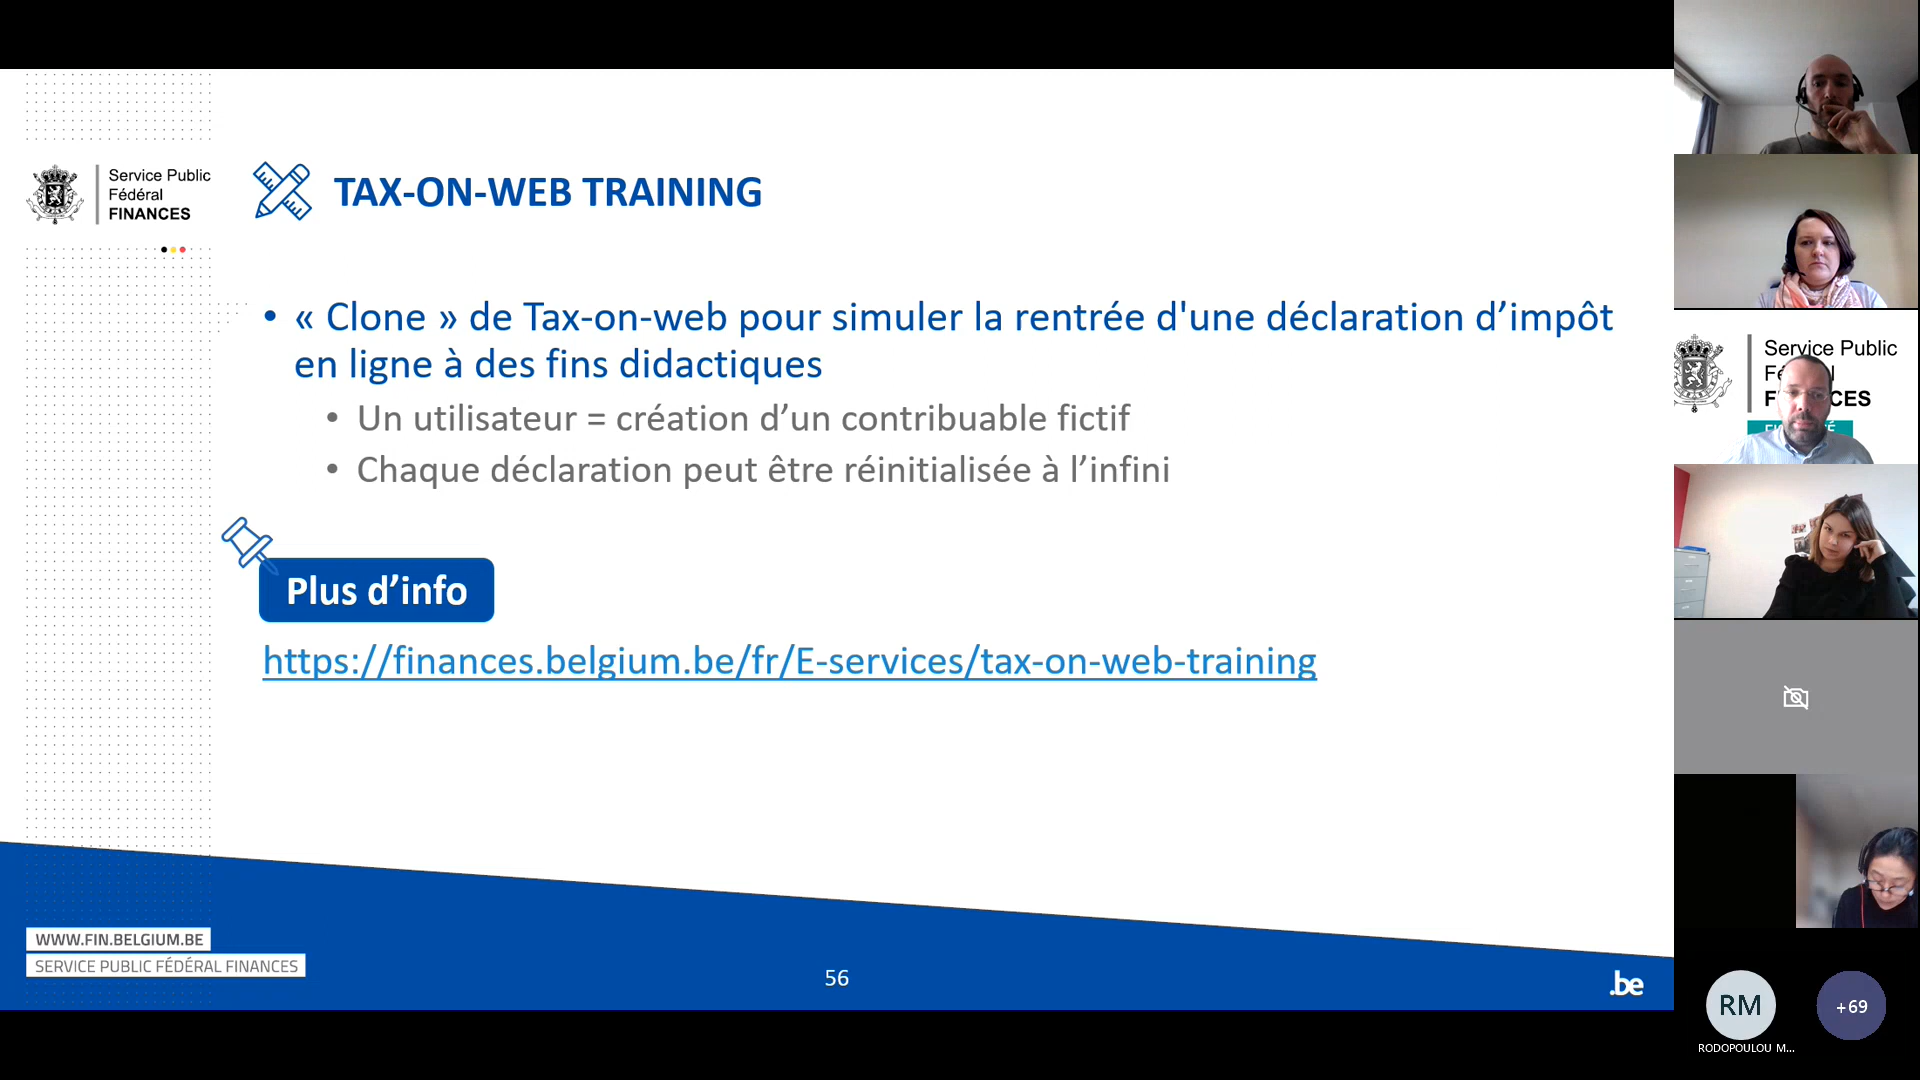 Service Public
Fédéral
FINANCES
TAX-ON-WEB TRAINING
• « Clone » de Tax-on-web pour simuler la rentrée d'une déclaration d’impôt
en ligne à des fins didactiques
• Un utilisateur = création d’un contribuable fictif
• Chaque déclaration peut être réinitialisée à l’infini
Plus d’info
https://finances.belgium.be/fr/E-services/tax-on-web-training
WWW.FIN.BELGIUM.BE
SERVICE PUBLIC FÉDÉRAL FINANCES
56
.be
Service Public
RM
+69
RODOPOULOU M...